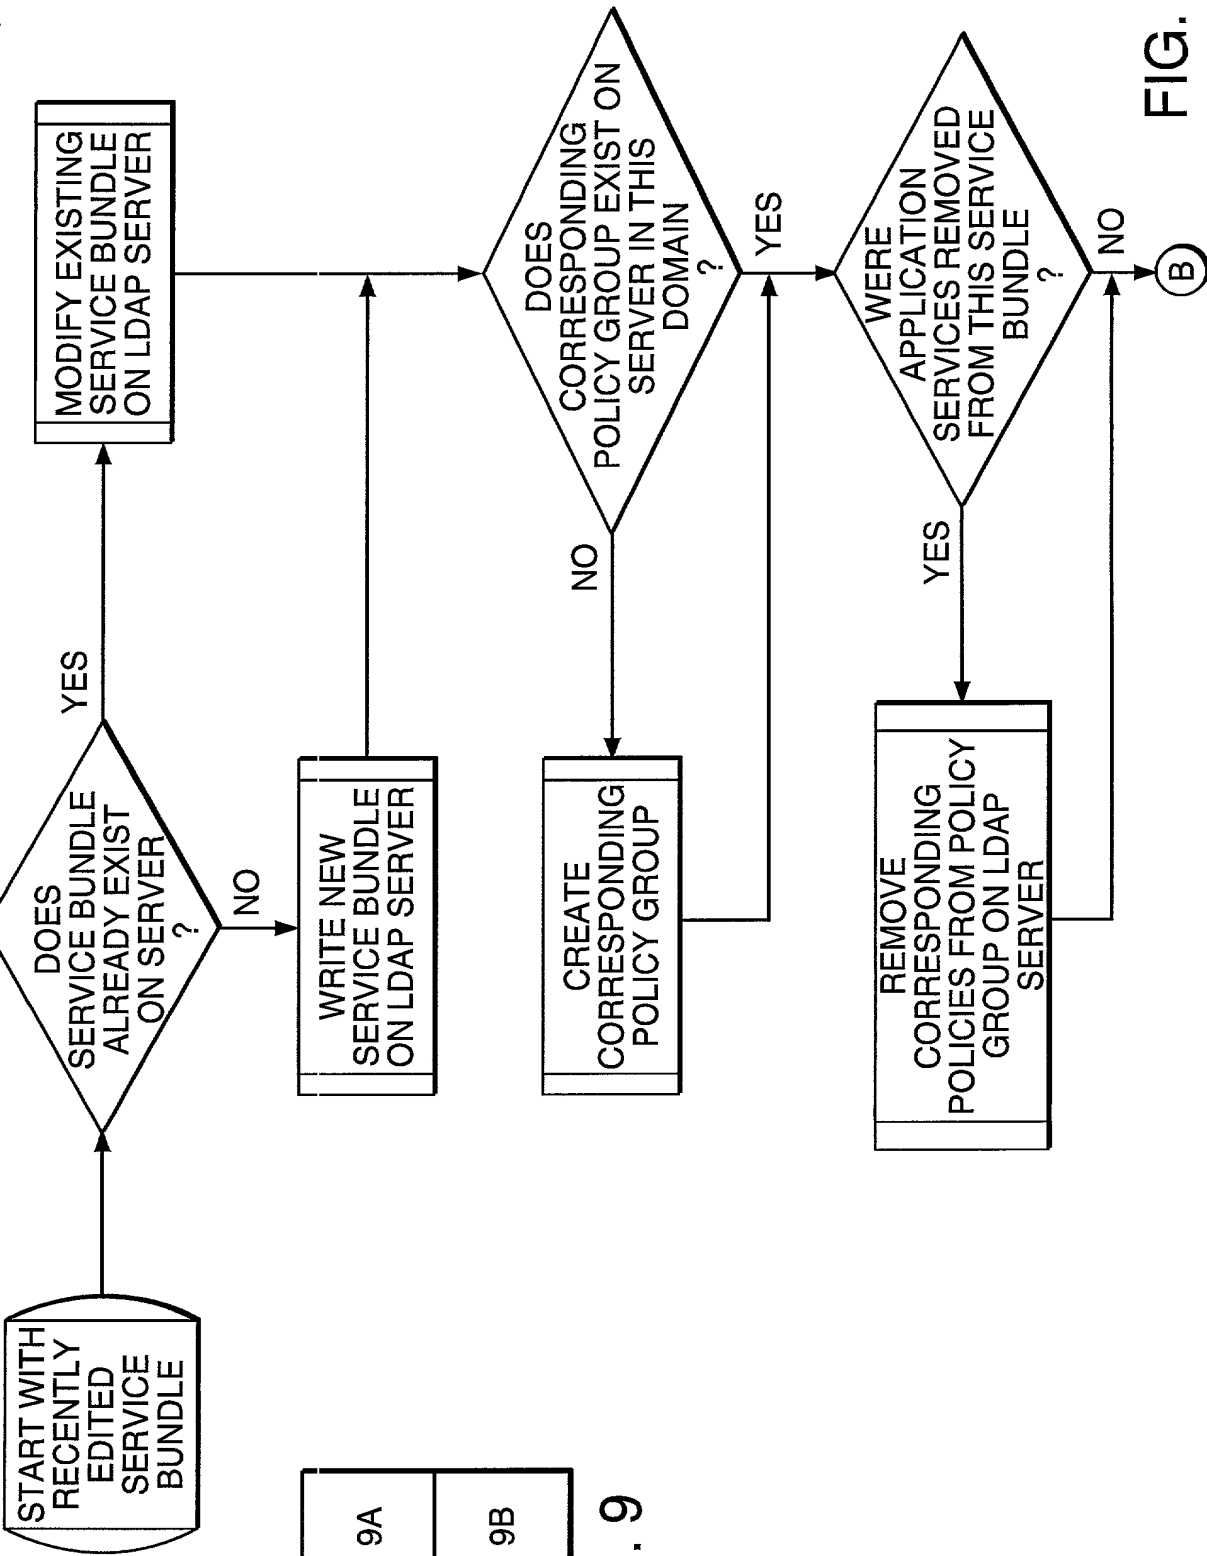 START WITH
RECENTLY
EDITED
SERVICE
BUNDLE
DOES
SERVICE BUNDLE
ALREADY EXIST
ON SERVER
?
YES
MODIFY EXISTING
SERVICE BUNDLE
ON LDAP SERVER
NO
WRITE NEW
SERVICE BUNDLE
ON LDAP SERVER
DOES
CORRESPONDING
POLICY GROUP EXIST ON
SERVER IN THIS
DOMAIN
?
NO
CREATE
CORRESPONDING
POLICY GROUP
YES
WERE
APPLICATION
SERVICES REMOVED
FROM THIS SERVICE
BUNDLE
?
YES
REMOVE
CORRESPONDING
POLICIES FROM POLICY
GROUP ON LDAP
SERVER
NO
B
9A
9B
. 9
FIG.